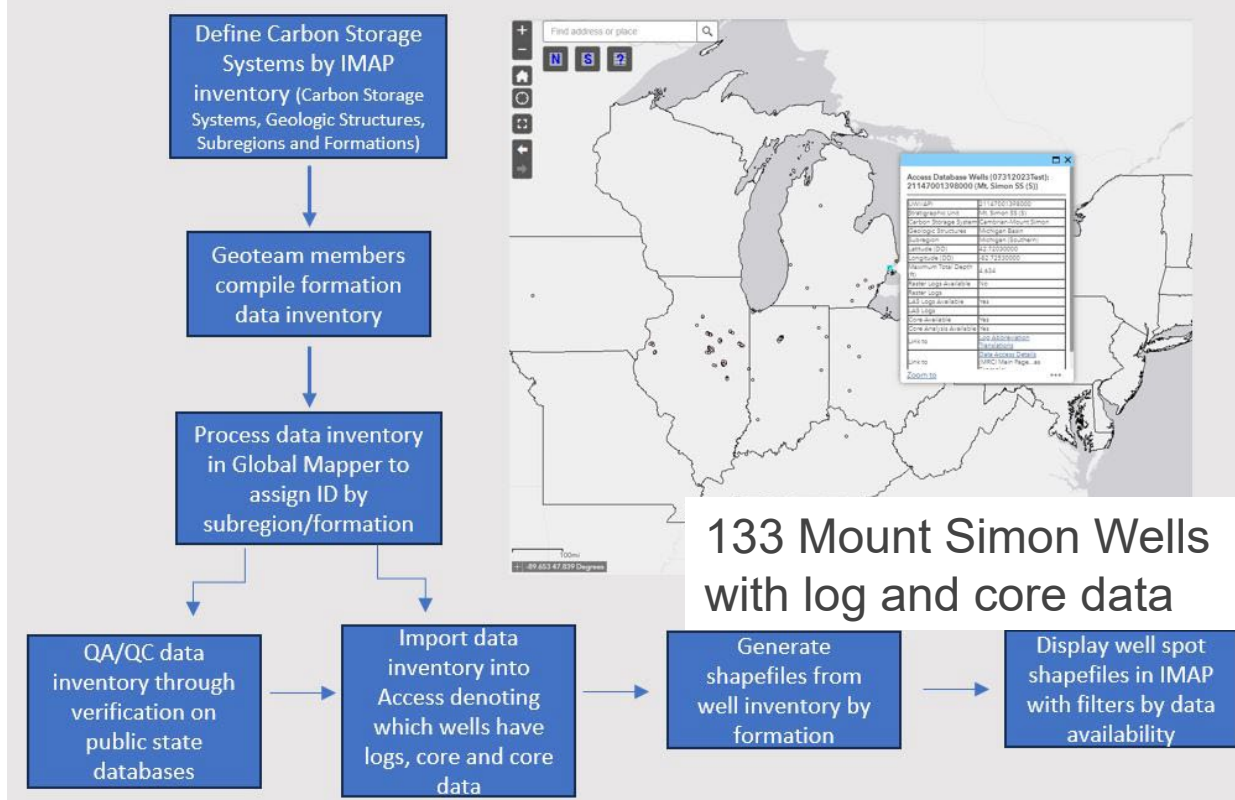 Define Carbon Storage
Systems by IMAP
inventory (Carbon Storage
Systems, Geologic Structures,
Subregions and Formations)
Geoteam members
compile formation
data inventory
Process data inventory
in Global Mapper to
assign ID by
subregion/formation
QA/QC data
inventory through
verification on
public state
databases
Import data
inventory into
Access denoting
which wells have
logs, core and core
data
Generate
shapefiles from
well inventory by
formation
Display well spot
shapefiles in IMAP
with filters by data
availability
+
Find address or place
−
N S ?
Access Database Wells (07312023Test):
21147001398000 (Mt. Simon SS (S))
UWI/API 21147001398000
Stratigraphic Unit Mt. Simon SS (S)
Carbon Storage System Cambrian-Mount Simon
Geologic Structures Michigan Basin
Subregion Michigan (Southern)
Latitude (DD) 42.72030000
Longitude (DD) -82.72530000
Maximum Total Depth
(ft) 4,634
Raster Logs Available No
Raster Logs
LAS Logs Available Yes
LAS Logs
Core Available Yes
Core Analysis Available Yes
Link to Log Abbreviation
Translations
Link to Data Access Details
(MRCI Main Page...as
Zoom to
100mi
-89.653 47.839 Degrees
133 Mount Simon Wells
with log and core data